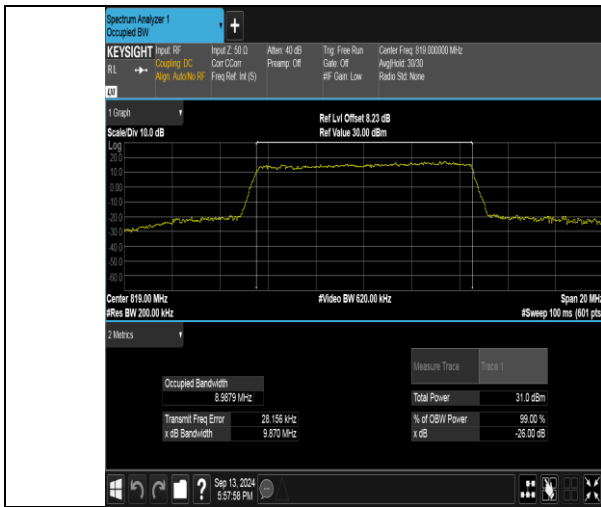 Spectrum Analyzer 1
Occupied BW
+
KEYSIGHT Input: RF Input Z: 50 Ω Atten: 40 dB Trig: Free Run Center Freq: 819.000000 MHz
RL Coupling: DC Corr CCorr Preamp: Off Gate: Off Avg|Hold: 30/30
Align: Auto/No RF Freq Ref: Int (S) #IF Gain: Low Radio Std: None
1 Graph Ref Lvl Offset 8.23 dB
Scale/Div 10.0 dB Ref Value 30.00 dBm
Log
20.0
10.0
0.00
-10.0
-20.0
-30.0
-40.0
-50.0
-60.0
Center 819.00 MHz #Video BW 620.00 kHz Span 20 MHz
#Res BW 200.00 kHz #Sweep 100 ms (601 pts
2 Metrics
Measure Trace Trace 1
Occupied Bandwidth
8.9879 MHz Total Power 31.0 dBm
Transmit Freq Error 28.156 kHz % of OBW Power 99.00 %
x dB Bandwidth 9.870 MHz x dB -26.00 dB
? Sep 13, 2024
5:57:58 PM